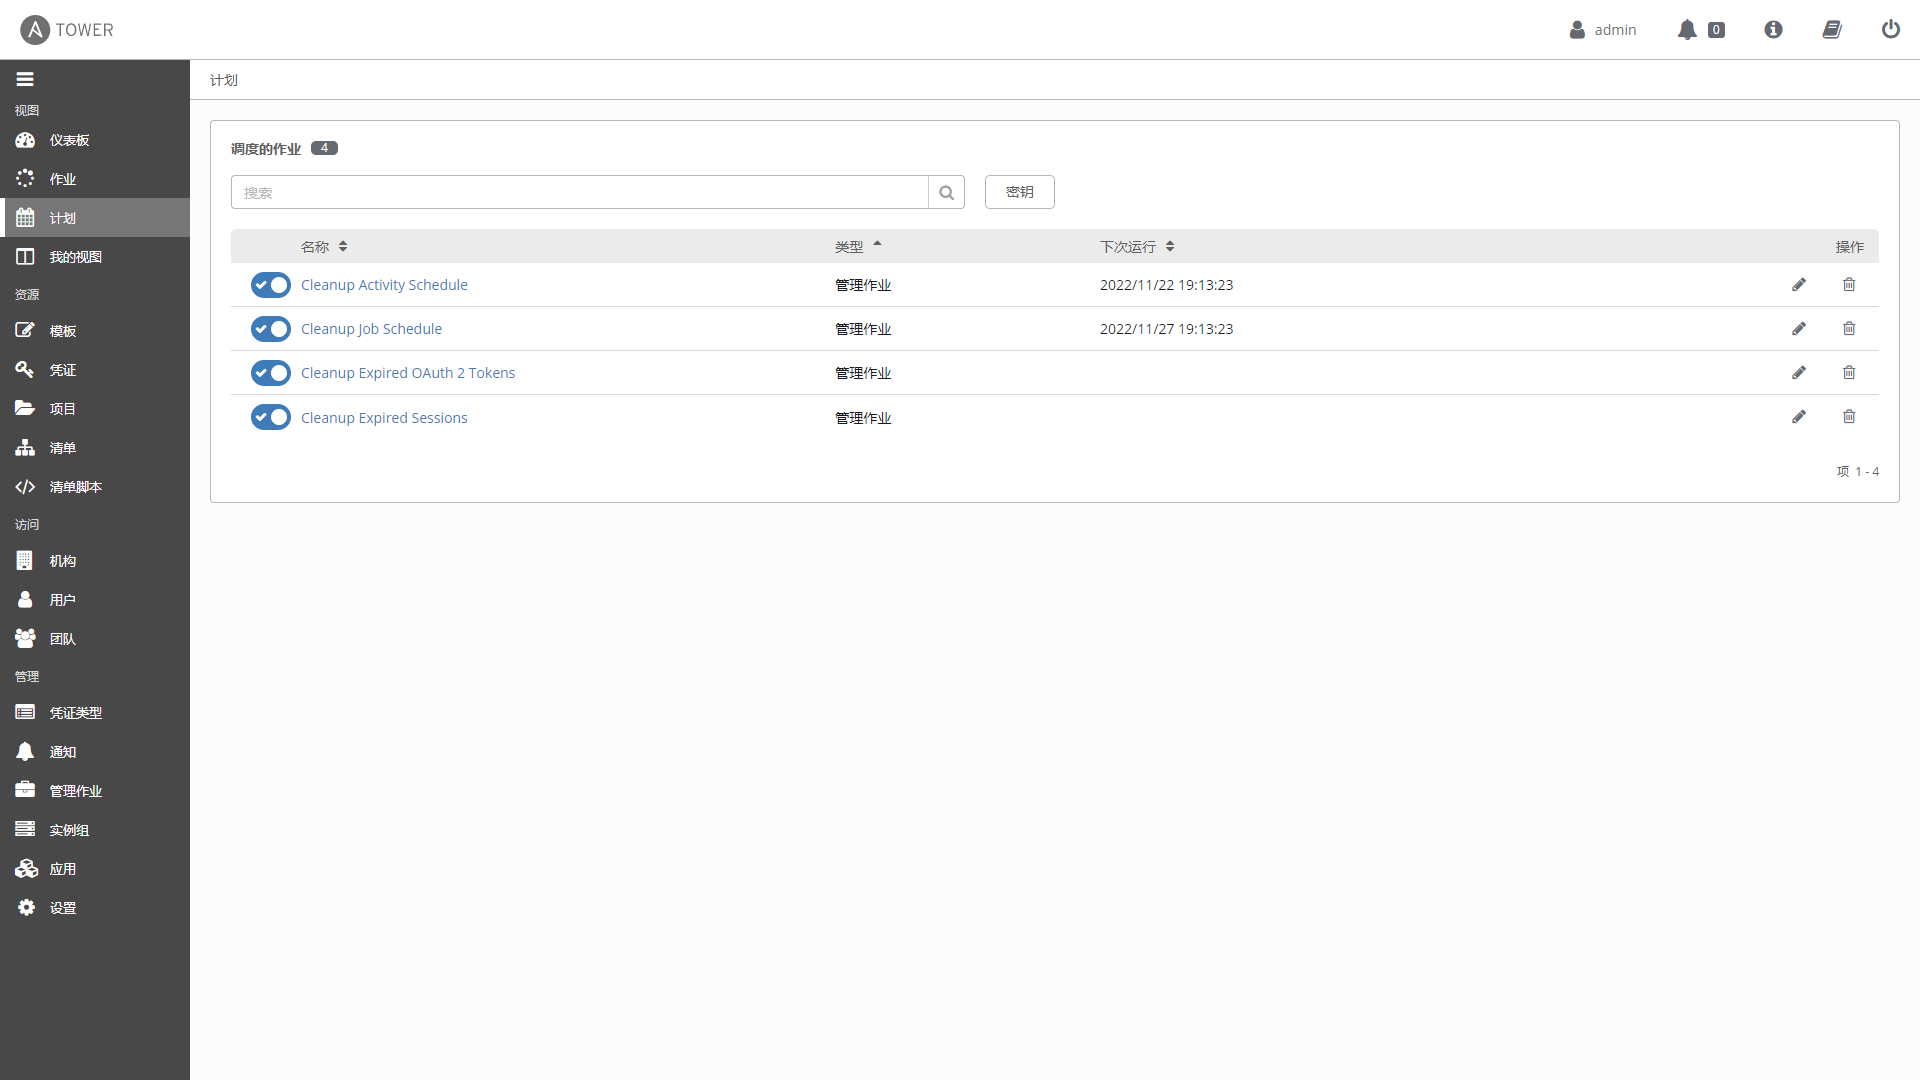 TOWER
admin
0
视图
仪表板
作业
计划
我的视图
资源
模板
凭证
项目
清单
清单脚本
访问
机构
用户
团队
管理
凭证类型
通知
管理作业
实例组
应用
设置
计划
调度的作业 4
搜索
密钥
名称 类型 下次运行 操作
Cleanup Activity Schedule 管理作业 2022/11/22 19:13:23
Cleanup Job Schedule 管理作业 2022/11/27 19:13:23
Cleanup Expired OAuth 2 Tokens 管理作业
Cleanup Expired Sessions 管理作业
项 1 - 4